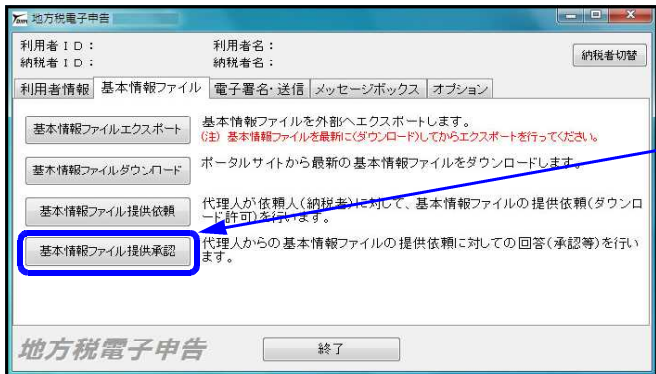 地方税電子申告
利用者ID: 利用者名:
納税者ID: 納税者名:
納税者切替
利用者情報 基本情報ファイル 電子署名・送信 メッセージボックス オプション
基本情報ファイルエクスポート
基本情報ファイルを外部へエクスポートします。
(注) 基本情報ファイルを最新に(ダウンロード)してからエクスポートを行ってください。
基本情報ファイルダウンロード
ポータルサイトから最新の基本情報ファイルをダウンロードします。
基本情報ファイル提供依頼
代理人が依頼人(納税者)に対して、基本情報ファイルの提供依頼(ダウンロ
ード許可)を行います。
基本情報ファイル提供承認
代理人からの基本情報ファイルの提供依頼に対しての回答(承認等)を行い
ます。
地方税電子申告
終了